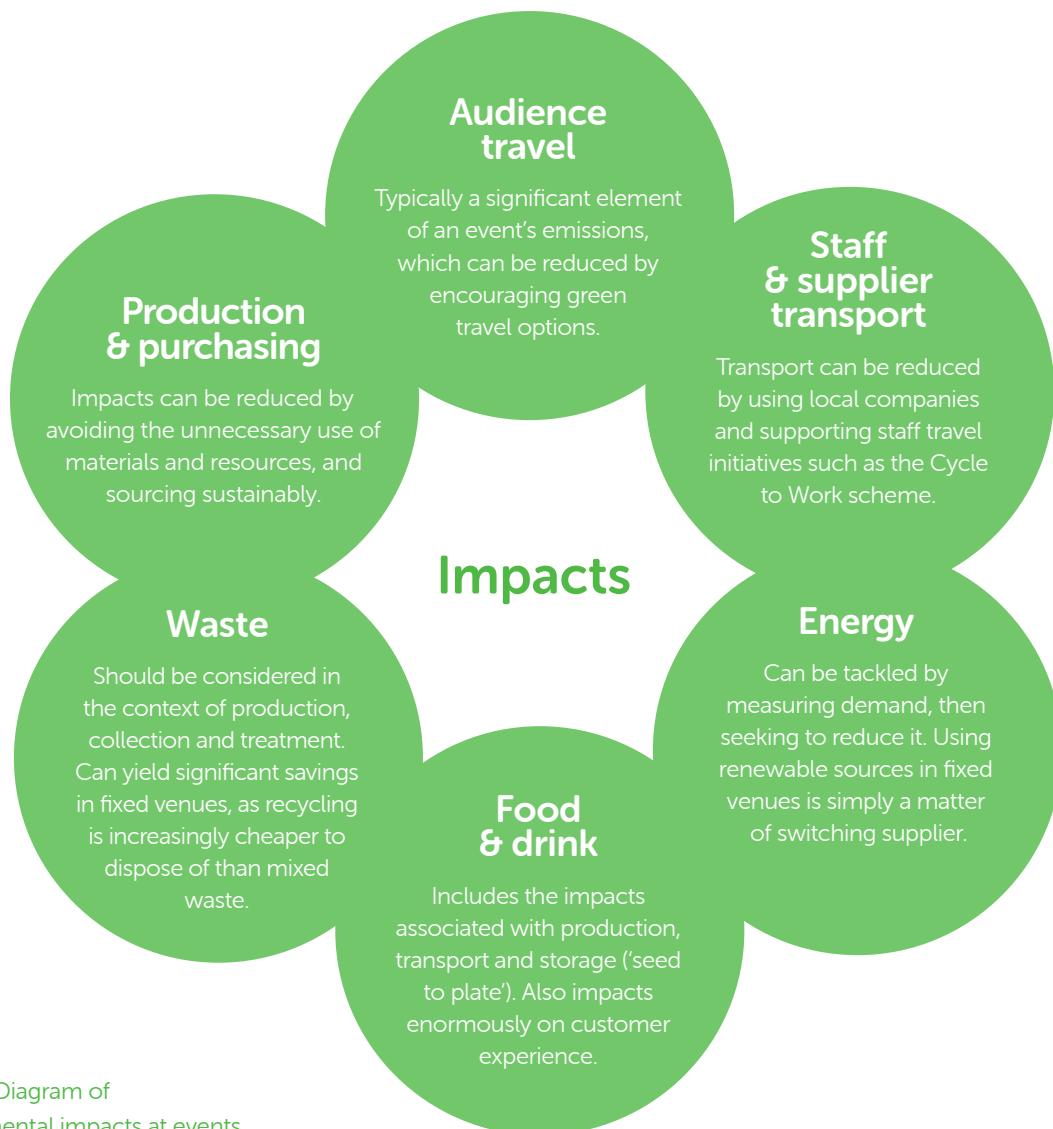 Audience
travel
Typically a significant element
of an event's emissions,
which can be reduced by
encouraging green
travel options.
Staff
& supplier
transport
Transport can be reduced
by using local companies
and supporting staff travel
initiatives such as the Cycle
to Work scheme.
Production
& purchasing
Impacts can be reduced by
avoiding the unnecessary use of
materials and resources, and
sourcing sustainably.
Impacts
Waste
Should be considered in
the context of production,
collection and treatment.
Can yield significant savings
in fixed venues, as recycling
is increasingly cheaper to
dispose of than mixed
waste.
Energy
Can be tackled by
measuring demand, then
seeking to reduce it. Using
renewable sources in fixed
venues is simply a matter
of switching supplier.
Food
& drink
Includes the impacts
associated with production,
transport and storage ('seed
to plate'). Also impacts
enormously on customer
experience.
Diagram of
impacts at events